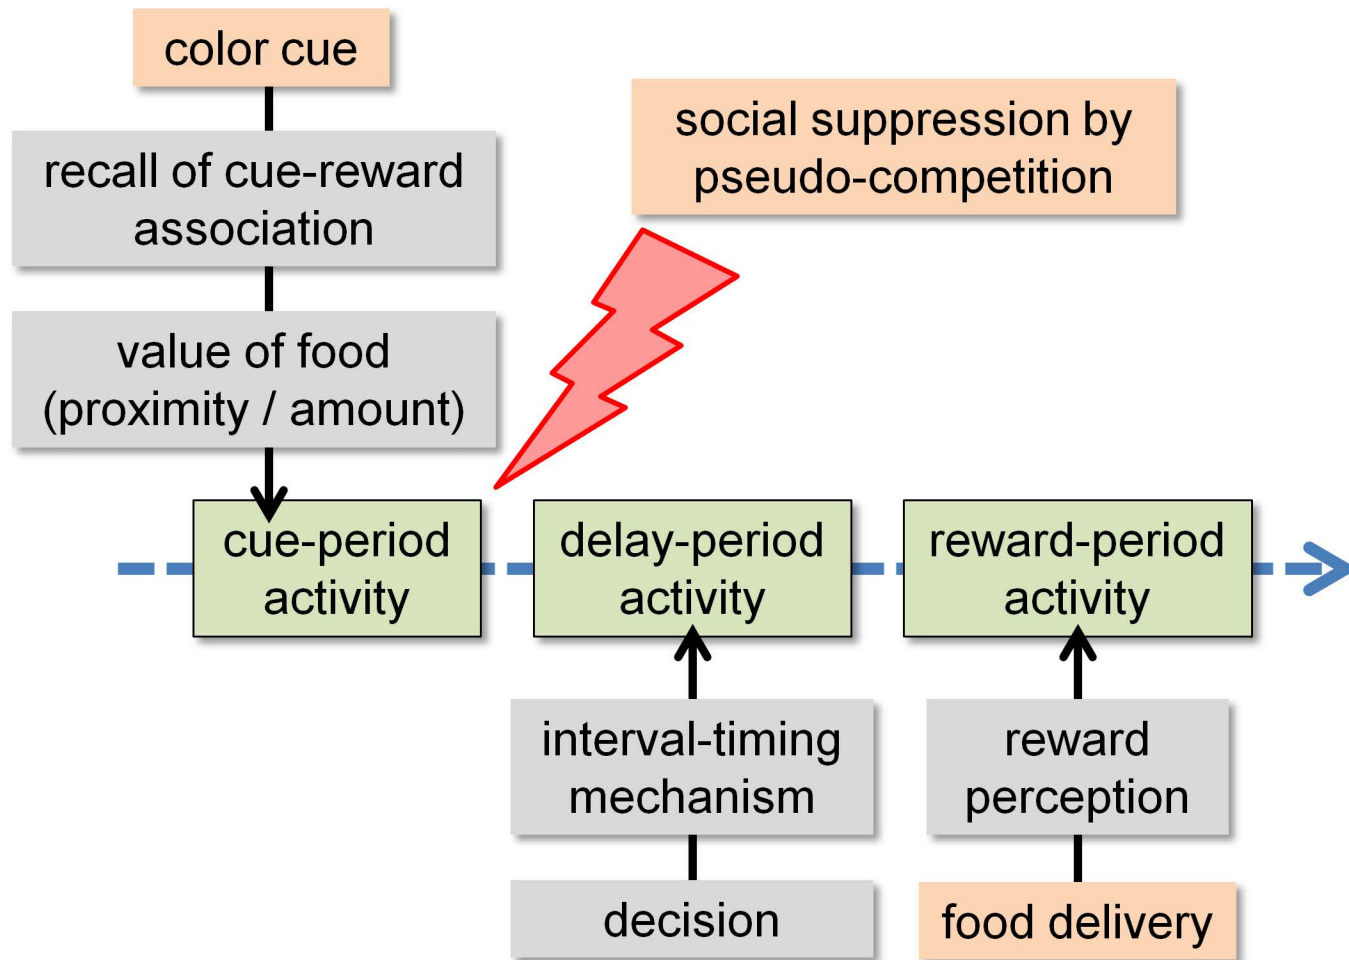 color cue
recall of cue-reward
association
value of food
(proximity / amount)
social suppression by
pseudo-competition
cue-period
activity
delay-period
activity
reward-period
activity
interval-timing
mechanism
decision
reward
perception
food delivery